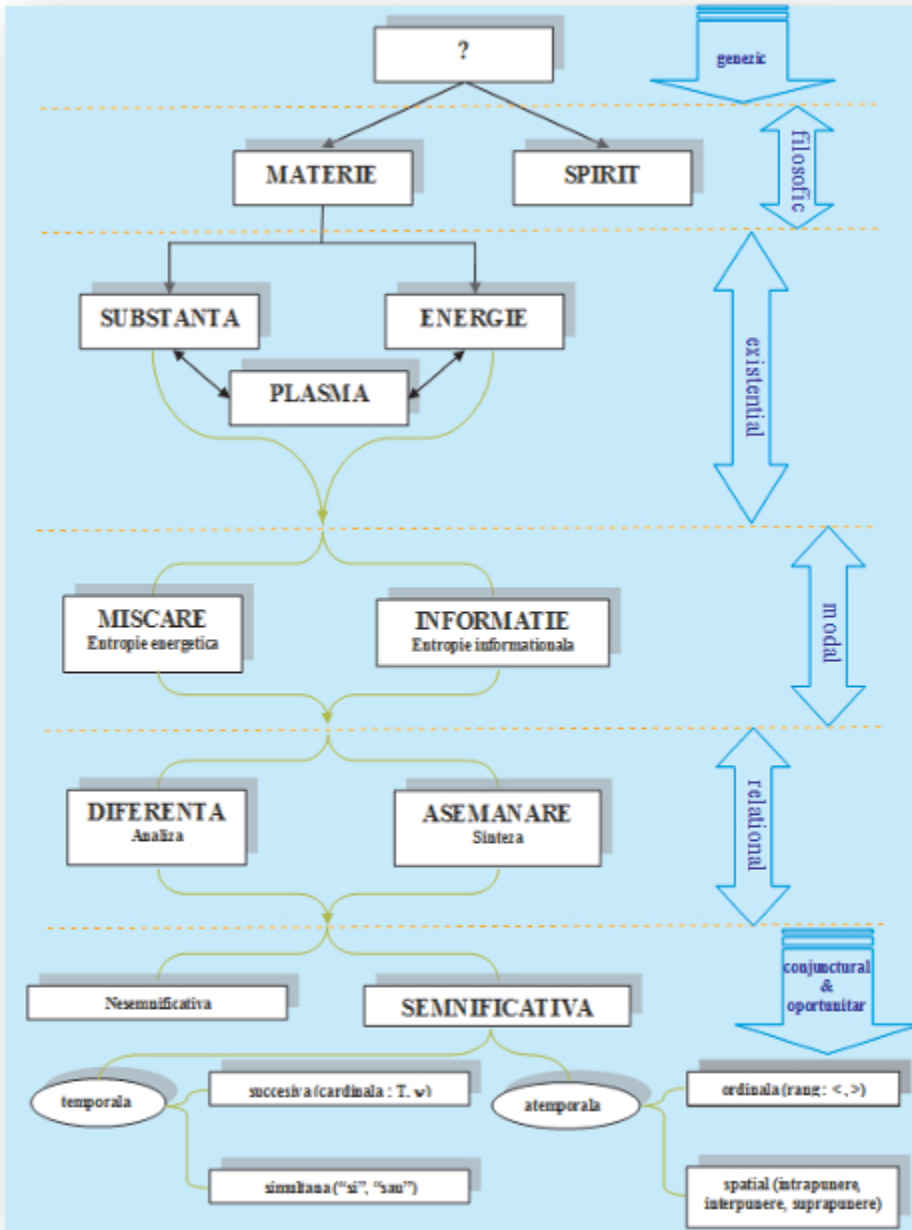 ?
generic
MATERIE
SPIRIT
filosofic
SUBSTANTA
ENERGIE
PLASMA
existential
MISCARE
Entropie energetica
INFORMATIE
Entropie informationala
modal
DIFERENTA
Analiza
ASEMANARE
Sinteza
relational
Nesemnificativa
SEMNIFICATIVA
conjunctural
&
oportunitar
temporala
succesiva (cardinala : T, w)
simultana (“si”, “sau”)
atemporala
ordinala (rang : <, >)
spatial (intrapunere,
interpunere, suprapunere)